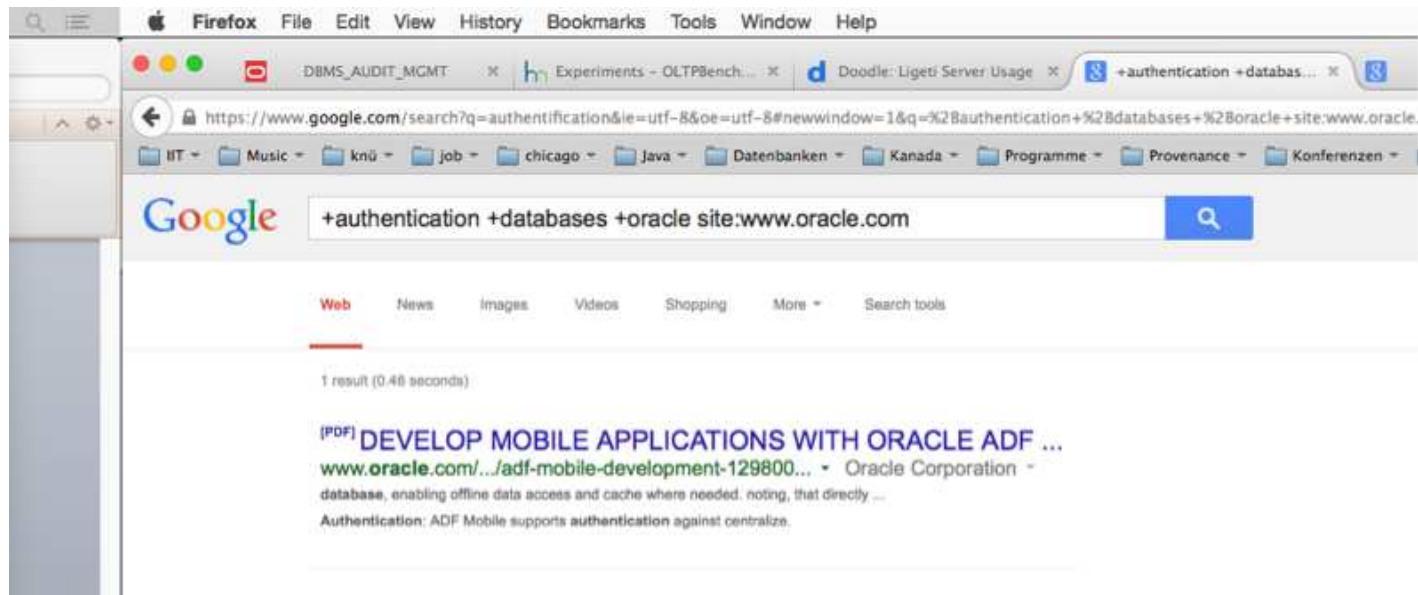 Firefox File Edit View History Bookmarks Tools Window Help
DBMS_AUDIT_MGMT Experiments - OLTPBench... Doodle: Ligeti Server Usage +authentication +databas...
https://www.google.com/search?q=authentification&ie=utf-8&oe=utf-8#newwindow=1&q=%2Bauthentication+%2Bdatabases+%2Boracle+site:www.oracle.
IIT Music knü job chicago Java Datenbanken Kanada Programme Provenance Konferenzen
Google +authentication +databases +oracle site:www.oracle.com
Web News Images Videos Shopping More Search tools
1 result (0.46 seconds)
[PDF] DEVELOP MOBILE APPLICATIONS WITH ORACLE ADF ...
www.oracle.com/.../adf-mobile-development-129800... Oracle Corporation
database, enabling offline data access and cache where needed. noting, that directly ...
Authentication: ADF Mobile supports authentication against centralize.